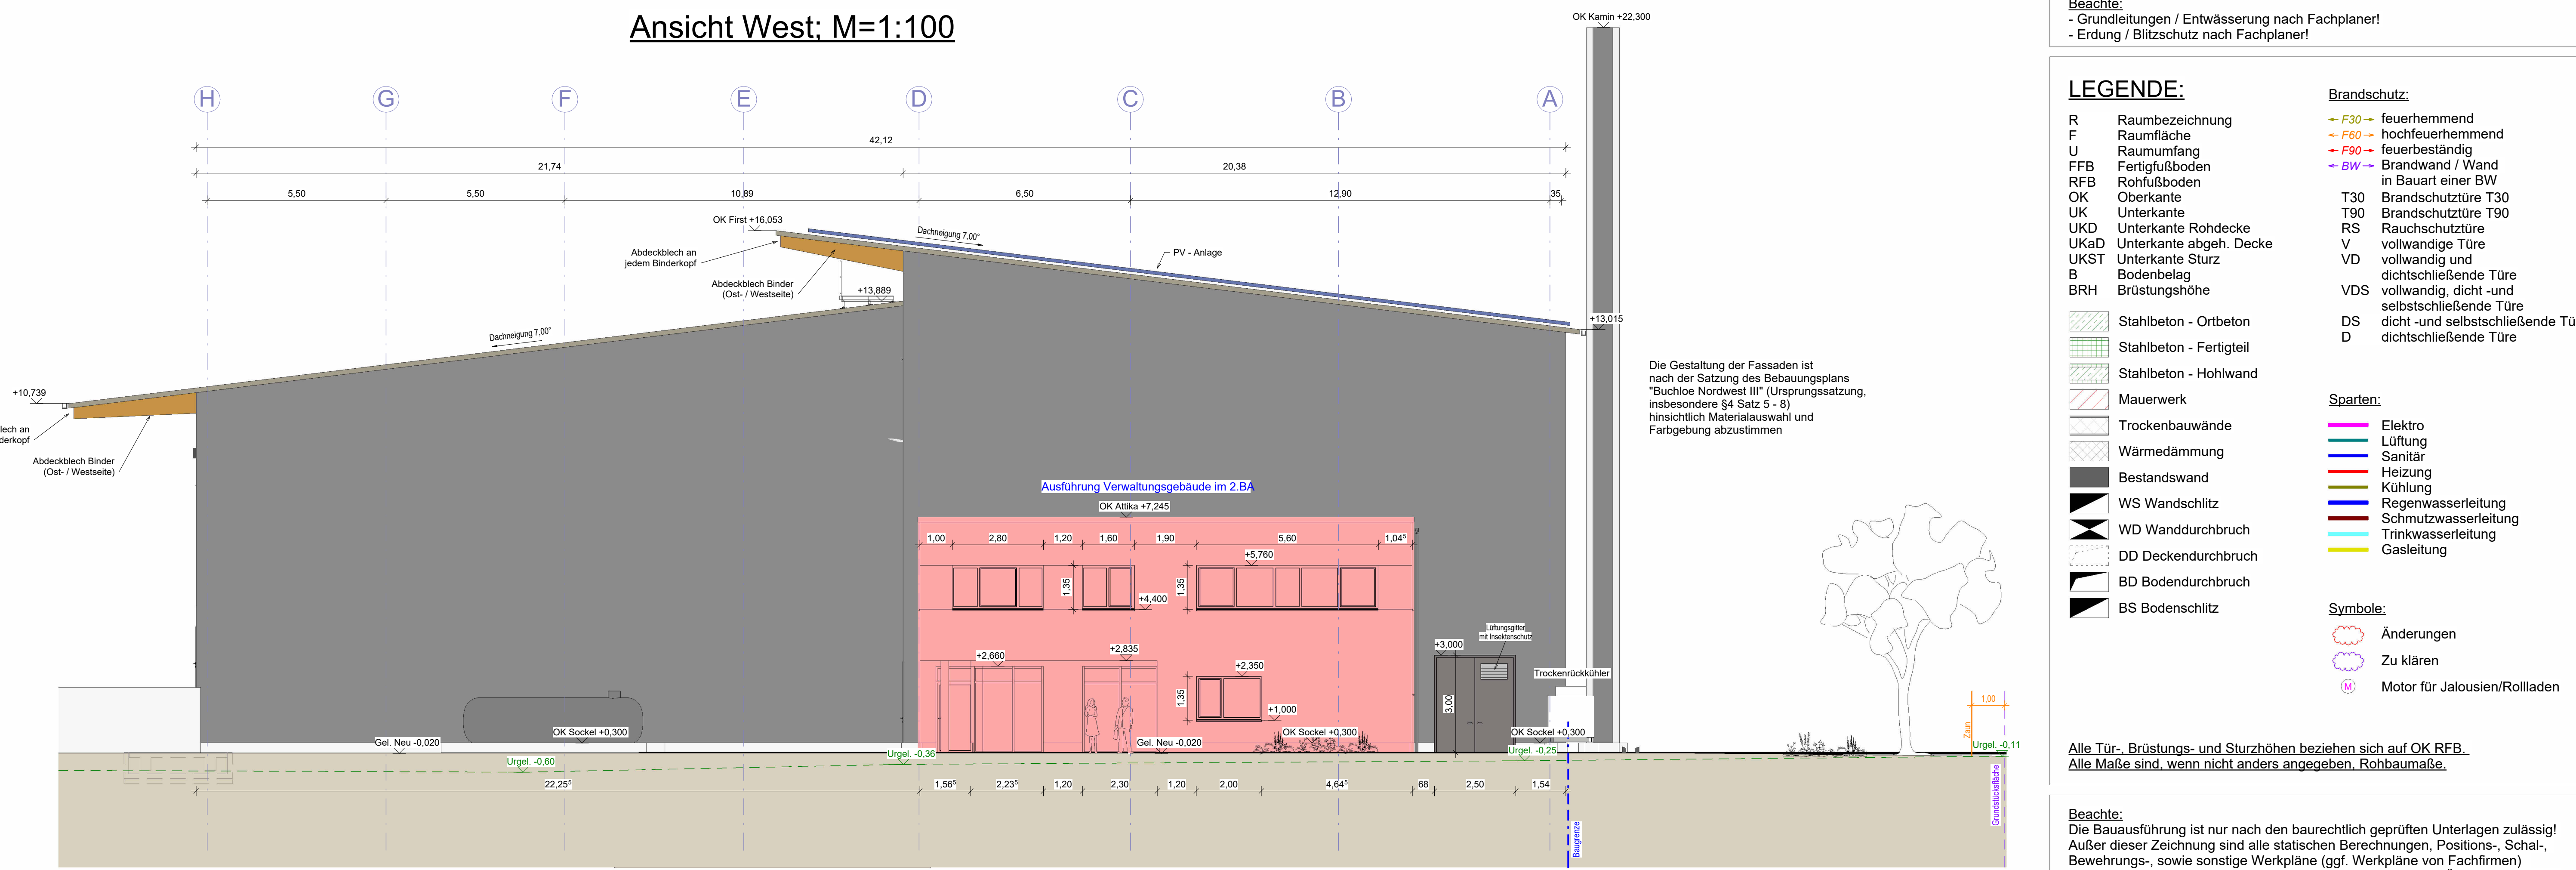 Ansicht West; M=1:100
OK Kamin +22,300
H G F E D C B A
42,12
21,74 20,38
5,50 5,50 10,89 6,50 12,90 35
OK First +16,053
Dachneigung 7,00°
Abdeckblech an
jedem Binderkopf
PV - Anlage
Abdeckblech Binder
(Ost- / Westseite)
+13,889
+13,015
Dachneigung 7,00°
+10,739
lech an
derkopf
Abdeckblech Binder
(Ost- / Westseite)
Die Gestaltung der Fassaden ist
nach der Satzung des Bebauungsplans
"Buchloe Nordwest III" (Ursprungssatzung,
insbesondere §4 Satz 5 - 8)
hinsichtlich Materialauswahl und
Farbgebung abzustimmen
Ausführung Verwaltungsgebäude im 2.BA
OK Attika +7,245
1,00 2,80 1,20 1,60 1,90 5,60 1,04⁵
+5,760
1,35 1,35
+4,400
Lüftungsgitter
mit Insektenschutz
+3,000
+2,660 +2,835 +2,350
Trockenrückkühler
1,35
3,00
+1,000
OK Sockel +0,300 OK Sockel +0,300 OK Sockel +0,300
Gel. Neu -0,020 Gel. Neu -0,020
Urgel. -0,60 Urgel. -0,36 Urgel. -0,25 Urgel. -0,11
Zaun
1,00
22,25⁵ 1,56⁵ 2,23⁵ 1,20 2,30 1,20 2,00 4,64⁵ 68 2,50 1,54
Baugrenze
Grundstücksfläche
Beachte:
- Grundleitungen / Entwässerung nach Fachplaner!
- Erdung / Blitzschutz nach Fachplaner!
LEGENDE:
R Raumbezeichnung
F Raumfläche
U Raumumfang
FFB Fertigfußboden
RFB Rohfußboden
OK Oberkante
UK Unterkante
UKD Unterkante Rohdecke
UKaD Unterkante abgeh. Decke
UKST Unterkante Sturz
B Bodenbelag
BRH Brüstungshöhe
Stahlbeton - Ortbeton
Stahlbeton - Fertigteil
Stahlbeton - Hohlwand
Mauerwerk
Trockenbauwände
Wärmedämmung
Bestandswand
WS Wandschlitz
WD Wanddurchbruch
DD Deckendurchbruch
BD Bodendurchbruch
BS Bodenschlitz
Brandschutz:
F30 feuerhemmend
F60 hochfeuerhemmend
F90 feuerbeständig
BW Brandwand / Wand
in Bauart einer BW
T30 Brandschutztüre T30
T90 Brandschutztüre T90
RS Rauchschutztüre
V vollwandige Türe
VD vollwandig und
dichtschließende Türe
VDS vollwandig, dicht -und
selbstschließende Türe
DS dicht -und selbstschließende Tü
D dichtschließende Türe
Sparten:
Elektro
Lüftung
Sanitär
Heizung
Kühlung
Regenwasserleitung
Schmutzwasserleitung
Trinkwasserleitung
Gasleitung
Symbole:
Änderungen
Zu klären
M Motor für Jalousien/Rollladen
Alle Tür-, Brüstungs- und Sturzhöhen beziehen sich auf OK RFB.
Alle Maße sind, wenn nicht anders angegeben, Rohbaumaße.
Beachte:
Die Bauausführung ist nur nach den baurechtlich geprüften Unterlagen zulässig!
Außer dieser Zeichnung sind alle statischen Berechnungen, Positions-, Schal-,
Bewehrungs-, sowie sonstige Werkpläne (ggf. Werkpläne von Fachfirmen)